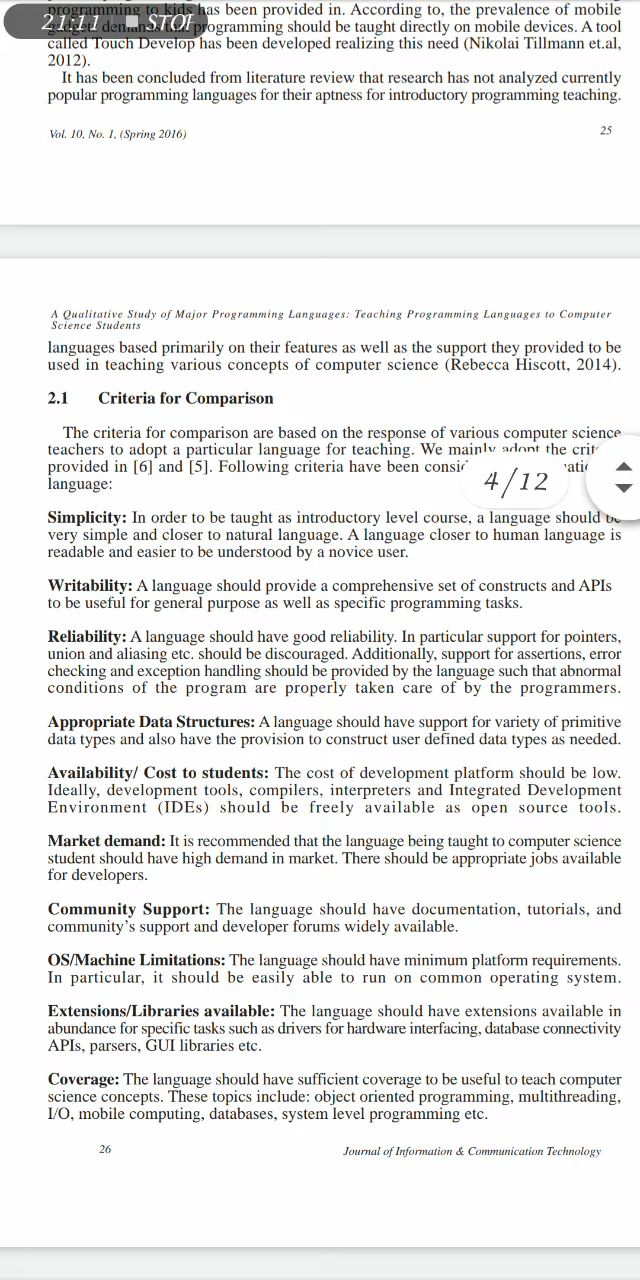 programming to kids has been provided in. According to, the prevalence of mobile
21:11 STOP
programming should be taught directly on mobile devices. A tool
called Touch Develop has been developed realizing this need (Nikolai Tillmann et.al,
2012).
It has been concluded from literature review that research has not analyzed currently
popular programming languages for their aptness for introductory programming teaching.
Vol. 10, No. 1, (Spring 2016)
25
A Qualitative Study of Major Programming Languages: Teaching Programming Languages to Computer
Science Students
languages based primarily on their features as well as the support they provided to be
used in teaching various concepts of computer science (Rebecca Hiscott, 2014).
2.1 Criteria for Comparison
The criteria for comparison are based on the response of various computer science
teachers to adopt a particular language for teaching. We mainly adopt the
provided in [6] and [5]. Following criteria have been
language:
4/12
Simplicity: In order to be taught as introductory level course, a language should be
very simple and closer to natural language. A language closer to human language is
readable and easier to be understood by a novice user.
Writability: A language should provide a comprehensive set of constructs and APIs
to be useful for general purpose as well as specific programming tasks.
Reliability: A language should have good reliability. In particular support for pointers,
union and aliasing etc. should be discouraged. Additionally, support for assertions, error
checking and exception handling should be provided by the language such that abnormal
conditions of the program are properly taken care of by the programmers.
Appropriate Data Structures: A language should have support for variety of primitive
data types and also have the provision to construct user defined data types as needed.
Availability/ Cost to students: The cost of development platform should be low.
Ideally, development tools, compilers, interpreters and Integrated Development
Environment (IDEs) should be freely available as open source tools.
Market demand: It is recommended that the language being taught to computer science
student should have high demand in market. There should be appropriate jobs available
for developers.
Community Support: The language should have documentation, tutorials, and
community's support and developer forums widely available.
OS/Machine Limitations: The language should have minimum platform requirements.
In particular, it should be easily able to run on common operating system.
Extensions/Libraries available: The language should have extensions available in
abundance for specific tasks such as drivers for hardware interfacing, database connectivity
APIs, parsers, GUI libraries etc.
Coverage: The language should have sufficient coverage to be useful to teach computer
science concepts. These topics include: object oriented programming, multithreading,
I/O, mobile computing, databases, system level programming etc.
26
Journal of Information & Communication Technology